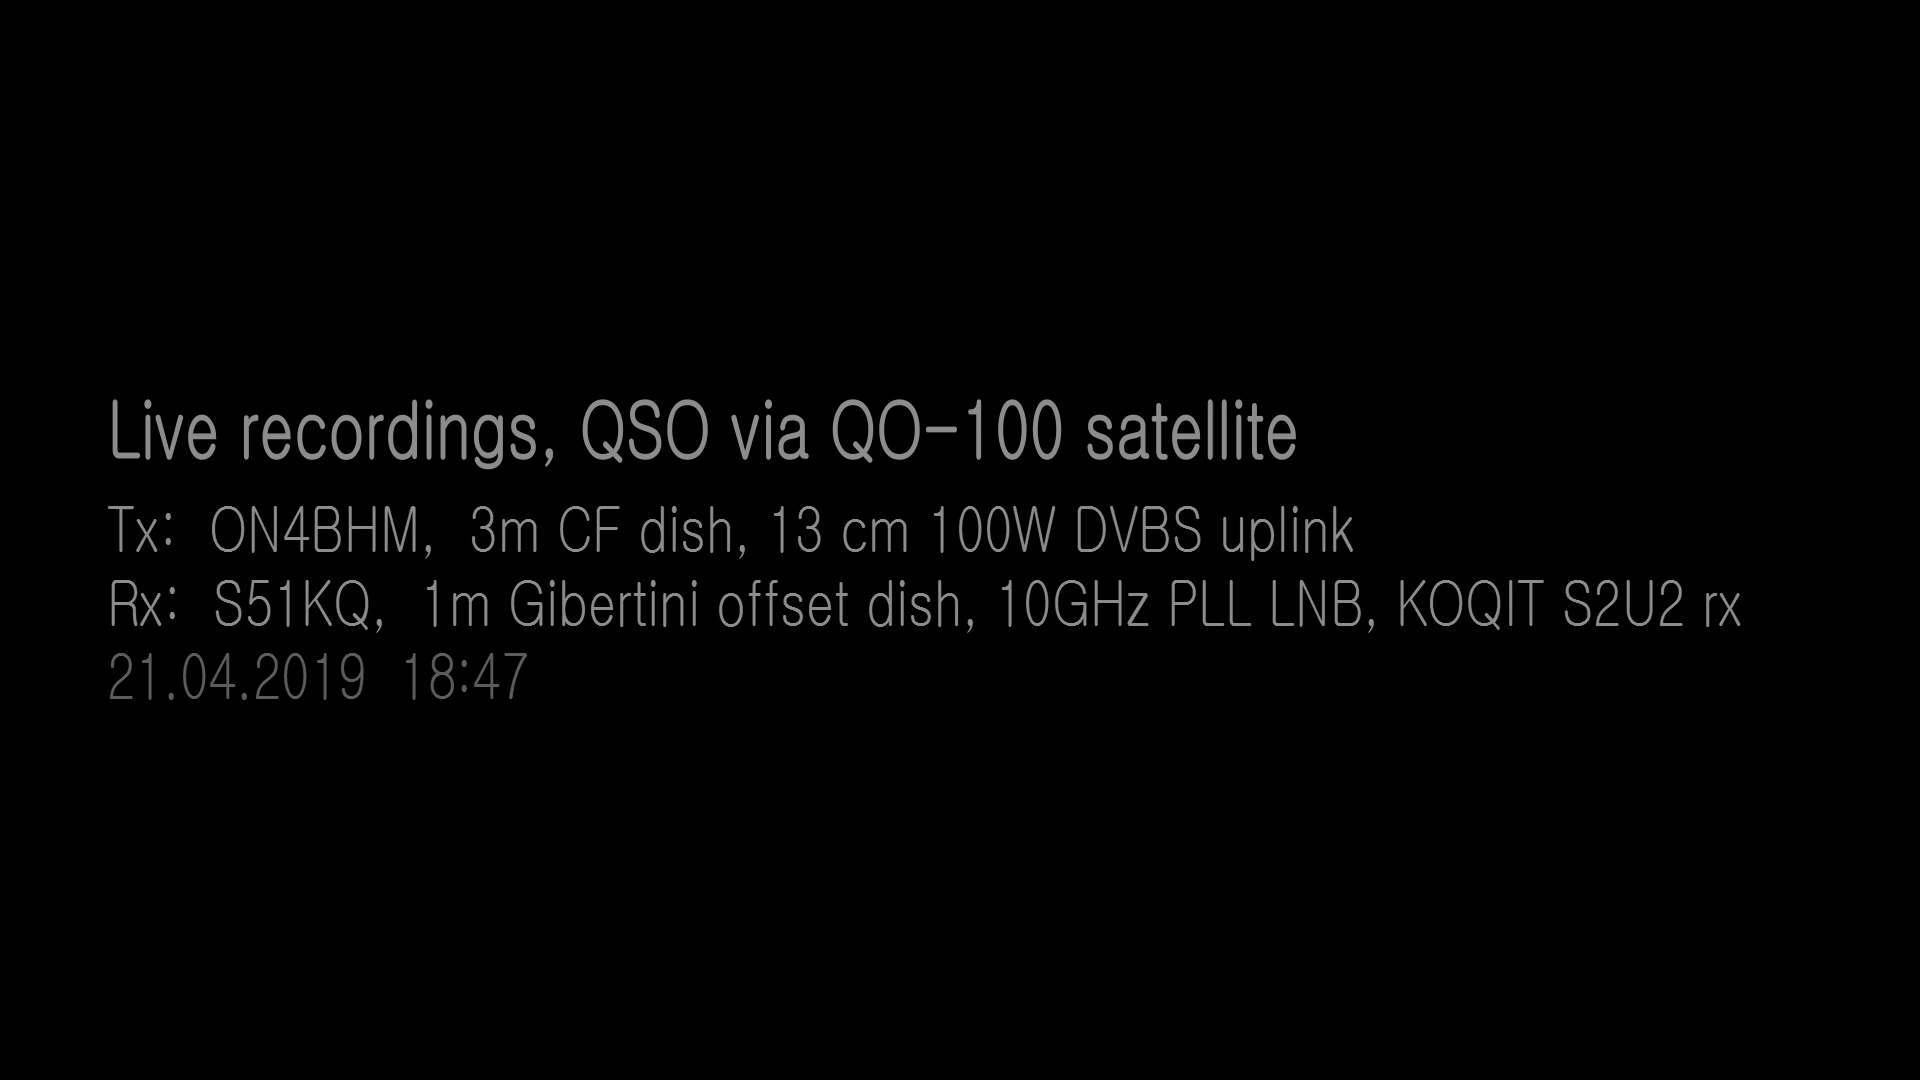 Live recordings, QSO via QO-100 satellite
Tx:  ON4BHM,  3m CF dish, 13 cm 100W DVBS uplink
Rx:  S51KQ,  1m Gibertini offset dish, 10GHz PLL LNB, KOQIT S2U2 rx
21.04.2019  18:47